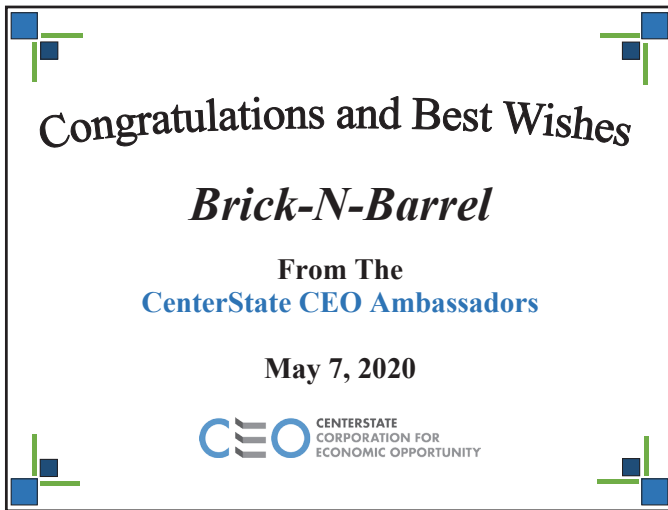 Congratulations and Best Wishes
Brick-N-Barrel
From The
CenterState CEO Ambassadors
May 7, 2020
CEO CENTERSTATE
CORPORATION FOR
ECONOMIC OPPORTUNITY